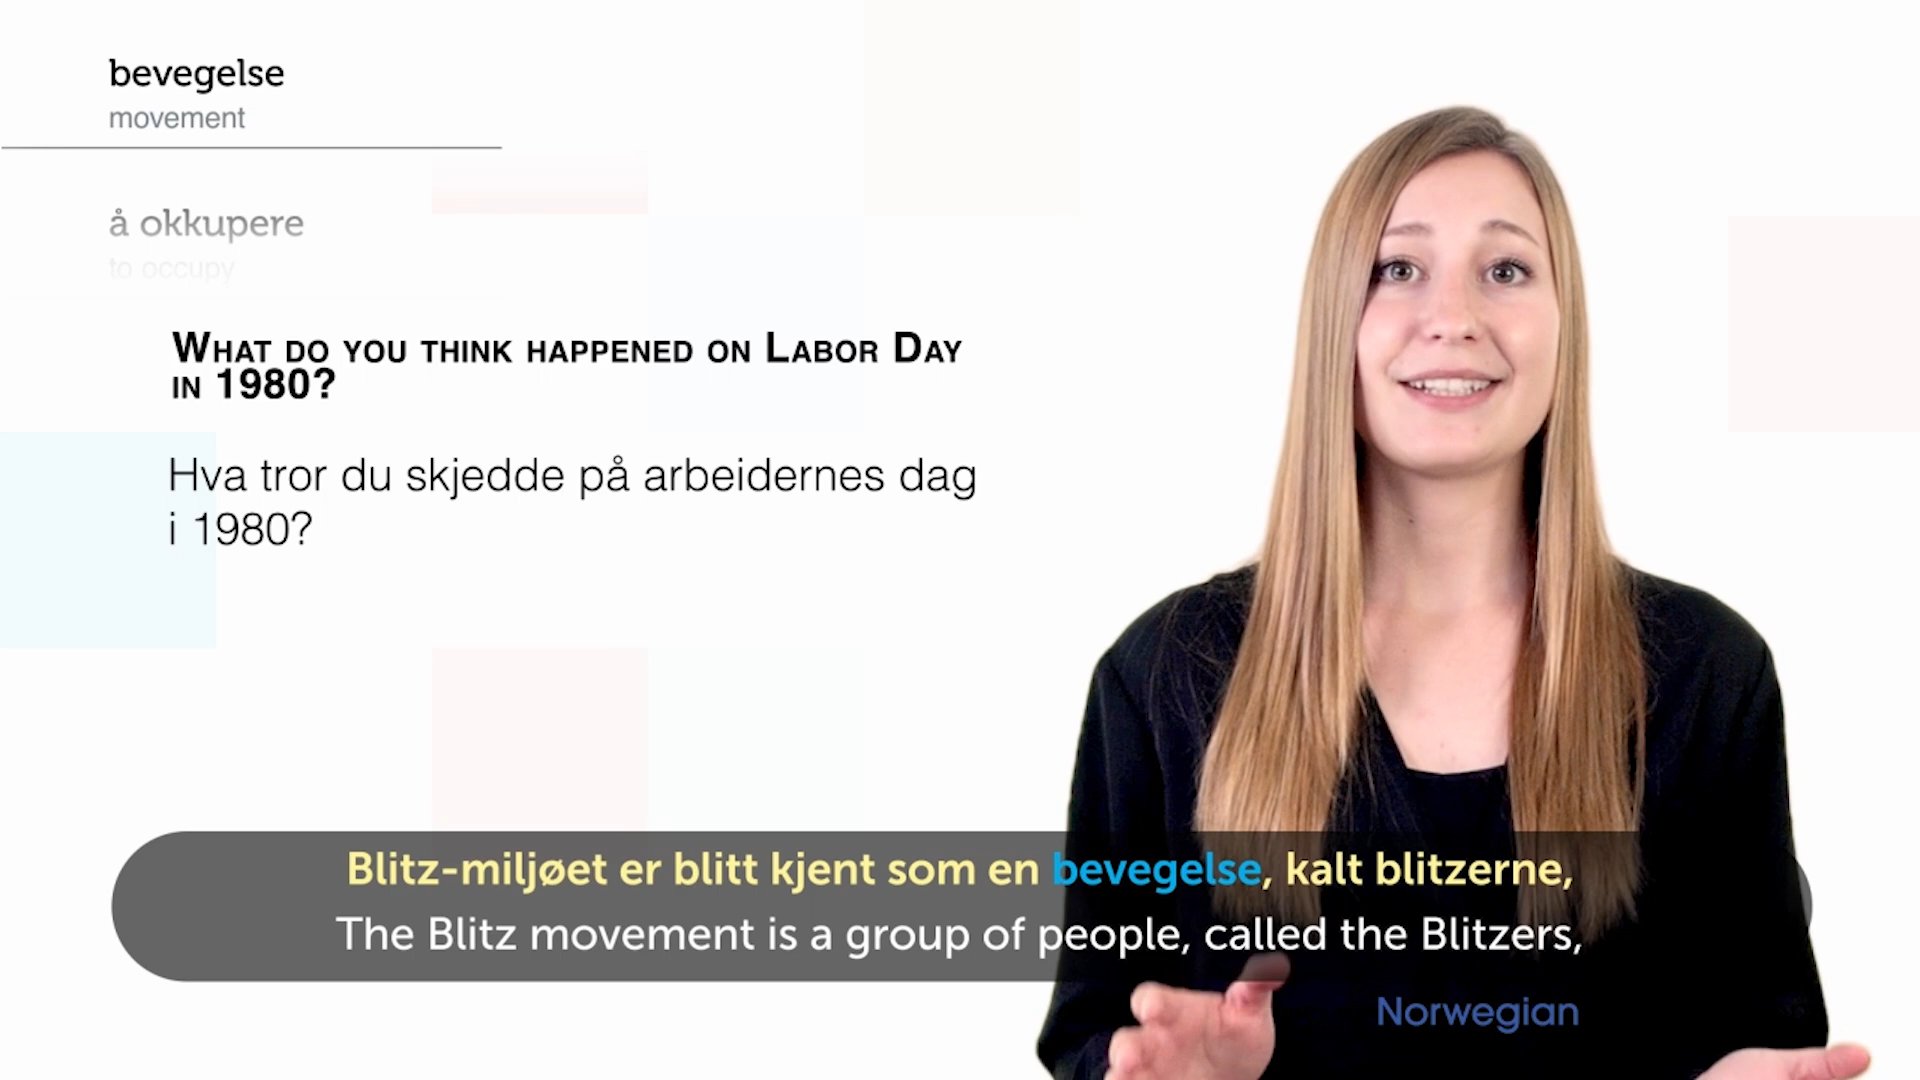 bevegelse
movement
å okkupere
to occupy
What do you think happened on Labor Day
in 1980?
Hva tror du skjedde på arbeidernes dag
i 1980?
Blitz-miljøet er blitt kjent som en bevegelse, kalt blitzerne,
The Blitz movement is a group of people, called the Blitzers,
Norwegian